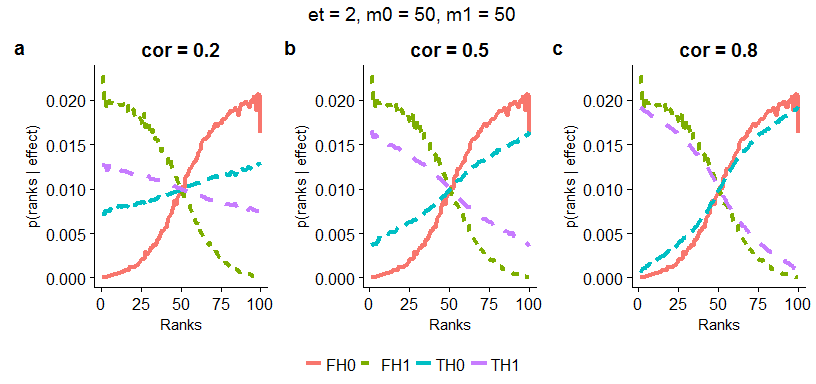 et = 2, m0 = 50, m1 = 50
a cor = 0.2
b cor = 0.5
c cor = 0.8
p(ranks | effect)
0.020
0.015
0.010
0.005
0.000
0 25 50 75 100
Ranks
p(ranks | effect)
0.020
0.015
0.010
0.005
0.000
0 25 50 75 100
Ranks
p(ranks | effect)
0.020
0.015
0.010
0.005
0.000
0 25 50 75 100
Ranks
FH0 FH1 TH0 TH1